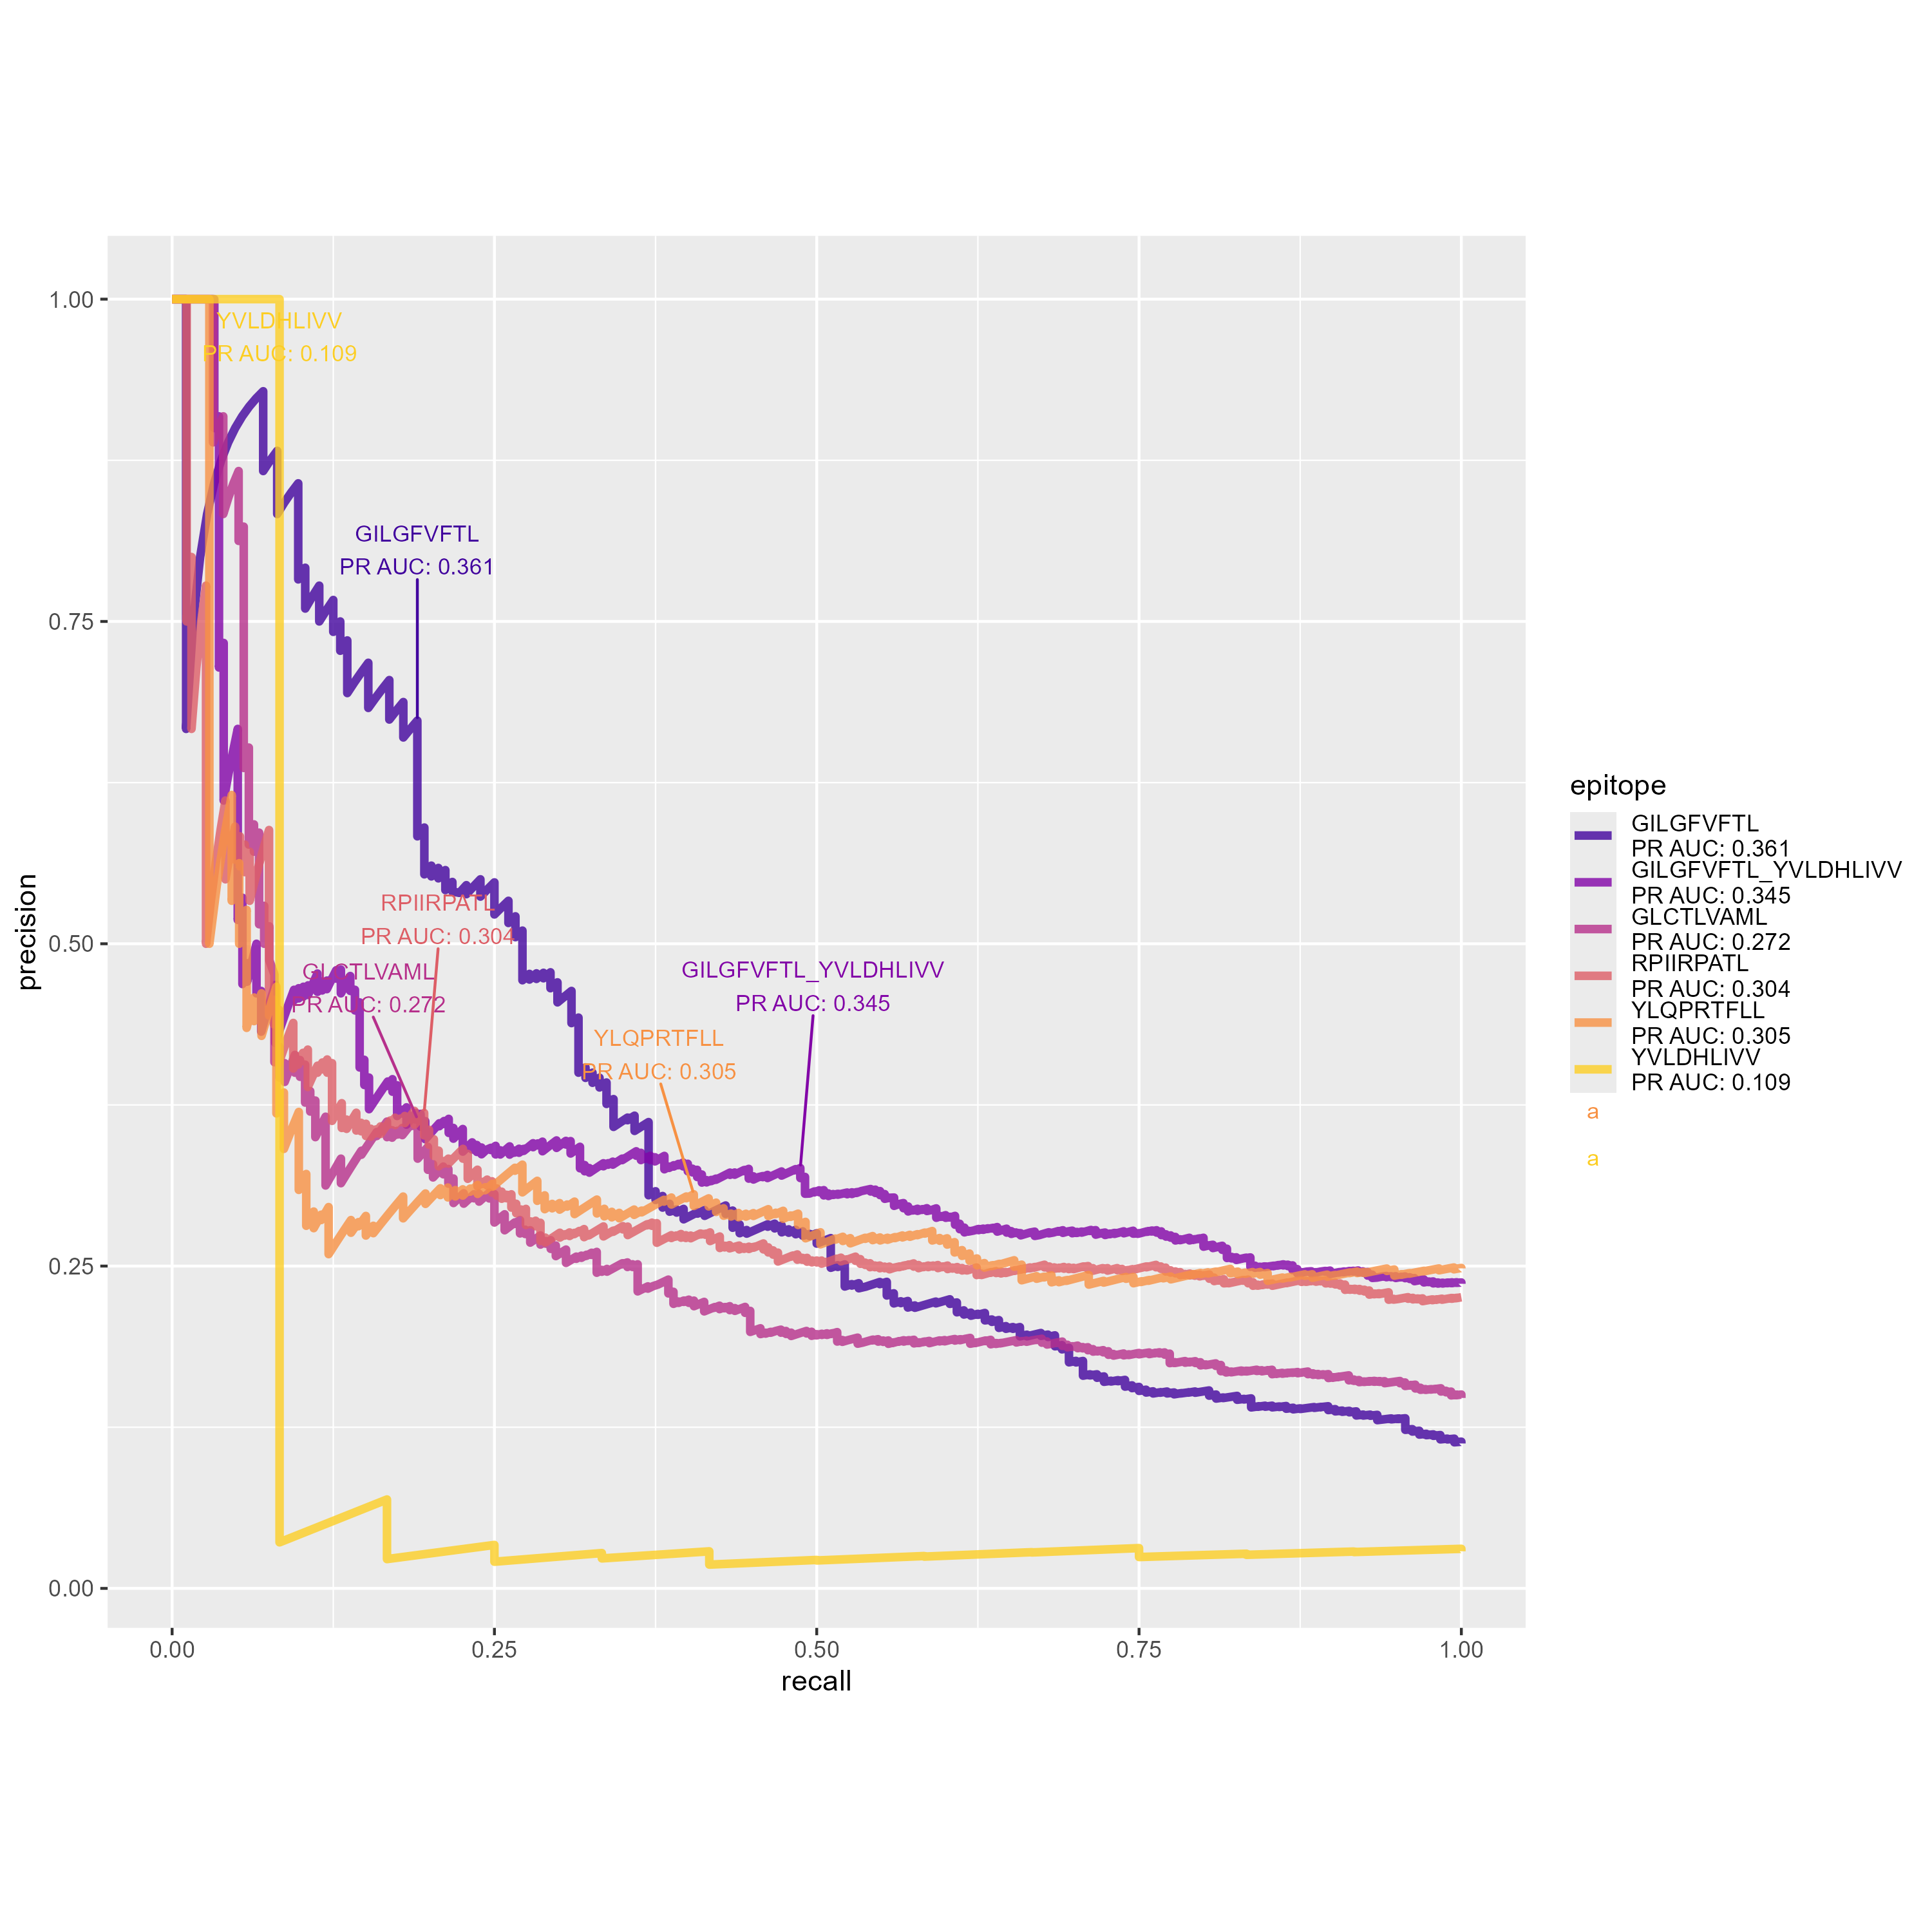 1.00
0.75
0.50
0.25
0.00
precision
YVLDHLIVV
PR AUC: 0.109
GILGFVFTL
PR AUC: 0.361
RPIIRPATL
PR AUC: 0.304
GLCTLVAML
PR AUC: 0.272
GILGFVFTL_YVLDHLIVV
PR AUC: 0.345
YLQPRTFLL
PR AUC: 0.305
0.00 0.25 0.50 0.75 1.00
recall
epitope
GILGFVFTL
PR AUC: 0.361
GILGFVFTL_YVLDHLIVV
PR AUC: 0.345
GLCTLVAML
PR AUC: 0.272
RPIIRPATL
PR AUC: 0.304
YLQPRTFLL
PR AUC: 0.305
YVLDHLIVV
PR AUC: 0.109
a
a